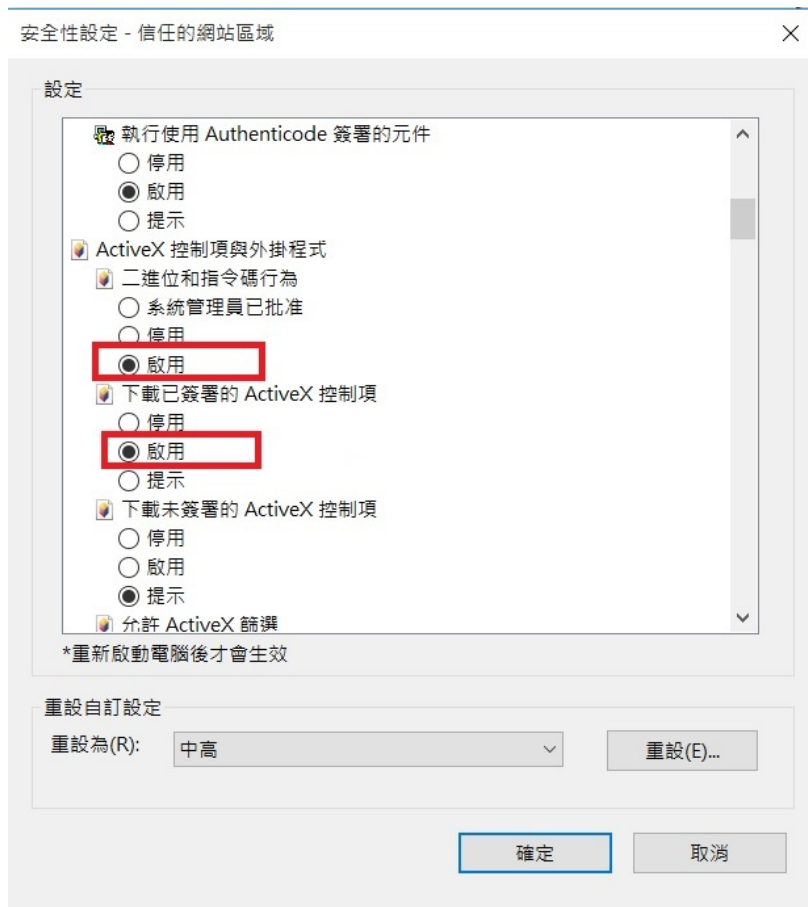 安全性設定 - 信任的網站區域
設定
執行使用 Authenticode 簽署的元件
停用
啟用
提示
ActiveX 控制項與外掛程式
二進位和指令碼行為
系統管理員已批准
停用
啟用
下載已簽署的 ActiveX 控制項
停用
啟用
提示
下載未簽署的 ActiveX 控制項
停用
啟用
提示
允許 ActiveX 篩選
*重新啟動電腦後才會生效
重設自訂設定
重設為(R):
中高
重設(E)...
確定
取消